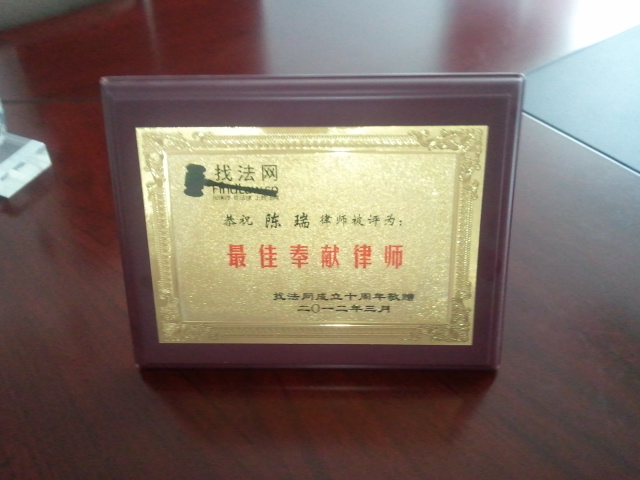 找法网
Findlaw.cn
恭祝 陈 瑞 律师被评为:
最佳奉献律师
找法网成立十周年敬赠
二〇一二年三月